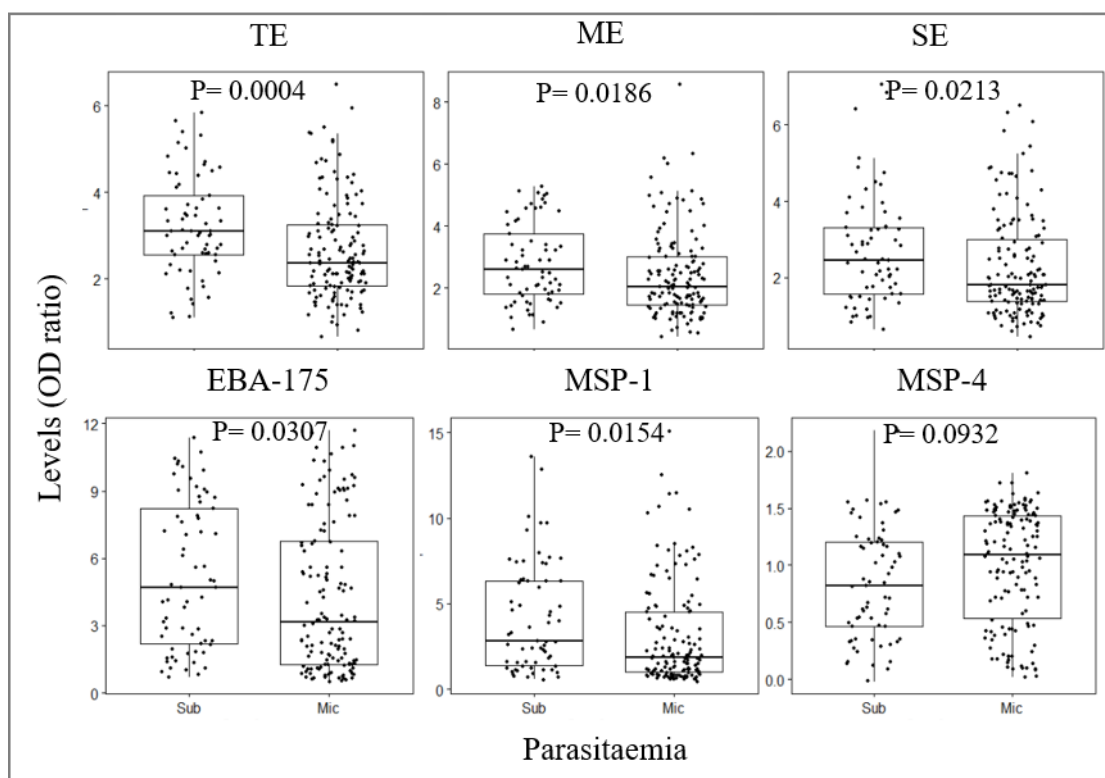 TE ME SE
P= 0.0004 P= 0.0186 P= 0.0213
6 4 2
8 6 4 2
6 4 2
Levels (OD ratio)
EBA-175 MSP-1 MSP-4
P= 0.0307 P= 0.0154 P= 0.0932
12 9 6 3 0
15 10 5 0
2.0 1.5 1.0 0.5 0.0
Sub Mic Sub Mic Sub Mic
Parasitaemia